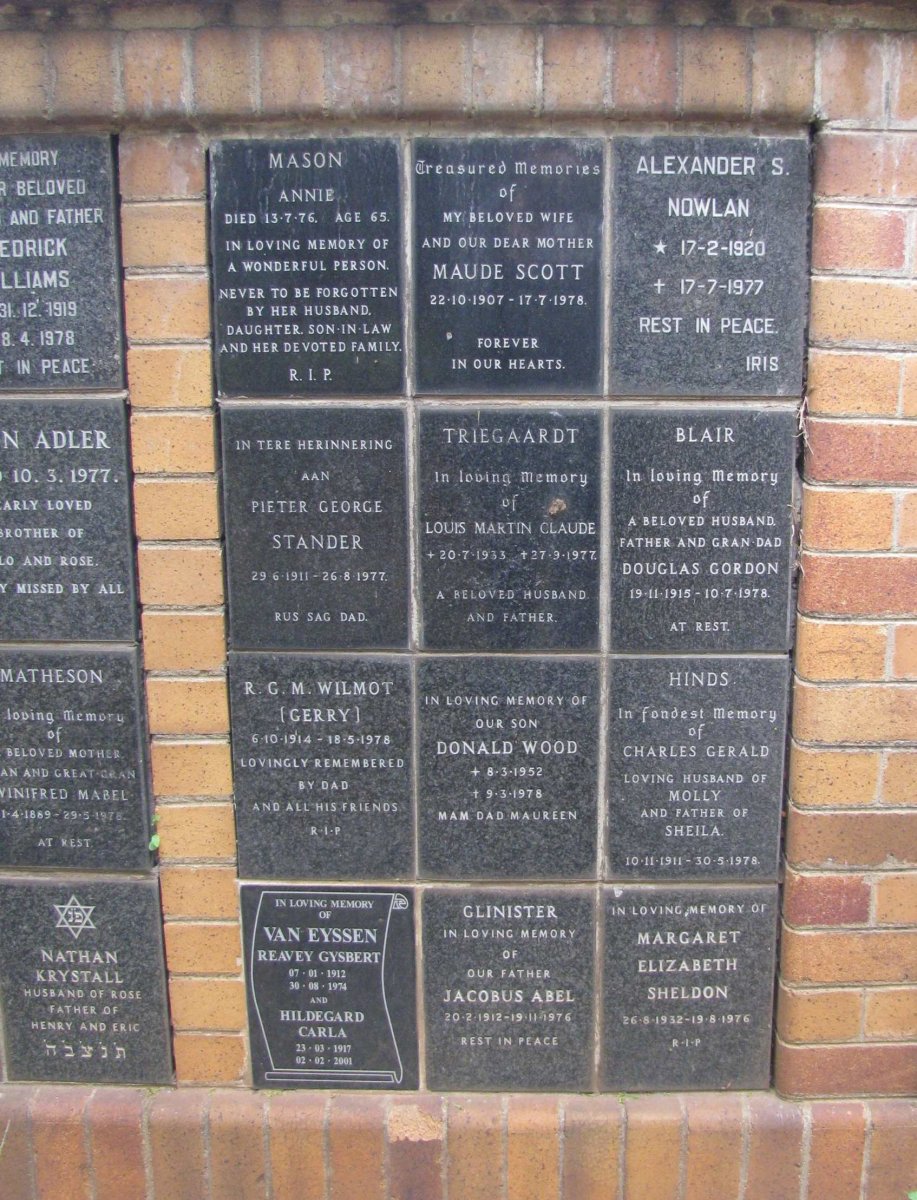 MEMORY
BELOVED
AND FATHER
EDRICK
LLIAMS
31. 12. 1919
8. 4. 1978
IN PEACE.
MASON
ANNIE
DIED 13·7·76. AGE 65.
IN LOVING MEMORY OF
A WONDERFUL PERSON.
NEVER TO BE FORGOTTEN
BY HER HUSBAND.
DAUGHTER. SON·IN·LAW
AND HER DEVOTED FAMILY.
R. I. P.
Treasured Memories
of
MY BELOVED WIFE
AND OUR DEAR MOTHER
MAUDE SCOTT
22·10·1907 - 17·7·1978.
FOREVER
IN OUR HEARTS.
ALEXANDER S.
NOWLAN
★ 17-2-1920
+ 17-7-1977
REST IN PEACE.
IRIS
N ADLER
10. 3. 1977.
EARLY LOVED
BROTHER OF
LO AND ROSE.
Y MISSED BY ALL
IN TERE HERINNERING
AAN
PIETER GEORGE
STANDER
29·6·1911 - 26·8·1977.
RUS SAG DAD.
TRIEGAARDT
In loving Memory
of
LOUIS MARTIN CLAUDE
+20·7·1933 +27·9·1977.
A BELOVED HUSBAND
AND FATHER.
BLAIR
In loving Memory
of
A BELOVED HUSBAND.
FATHER AND GRAN·DAD
DOUGLAS GORDON
19·11·1915 - 10·7·1978.
AT REST.
MATHESON
loving Memory
of
BELOVED MOTHER.
AN AND GREAT·GRAN
WINIFRED MABEL
1·4·1889 - 29·5·1978.
AT REST.
R. G. M. WILMOT
(GERRY)
6·10·1914 - 18·5·1978
LOVINGLY REMEMBERED
BY DAD
AND ALL HIS FRIENDS
R·I·P
IN LOVING MEMORY OF
OUR SON
DONALD WOOD
+ 8·3·1952
+ 9·3·1978
MAM DAD MAUREEN
HINDS
In fondest Memory
of
CHARLES GERALD
LOVING HUSBAND OF
MOLLY
AND FATHER OF
SHEILA.
10·11·1911 - 30·5·1978.
NATHAN
KRYSTALL
HUSBAND OF ROSE
FATHER OF
HENRY AND ERIC
ת נ צ ב ה
IN LOVING MEMORY
OF
VAN EYSSEN
REAVEY GYSBERT
07 · 01 · 1912
30 · 08 · 1974
AND
HILDEGARD
CARLA
23 · 03 · 1917
02 · 02 · 2001
GLINISTER
IN LOVING MEMORY
OF
OUR FATHER
JACOBUS ABEL
20·2·1912-19·11·1976
REST IN PEACE
IN LOVING MEMORY OF
MARGARET
ELIZABETH
SHELDON
26·8·1932-19·8·1976
R·I·P